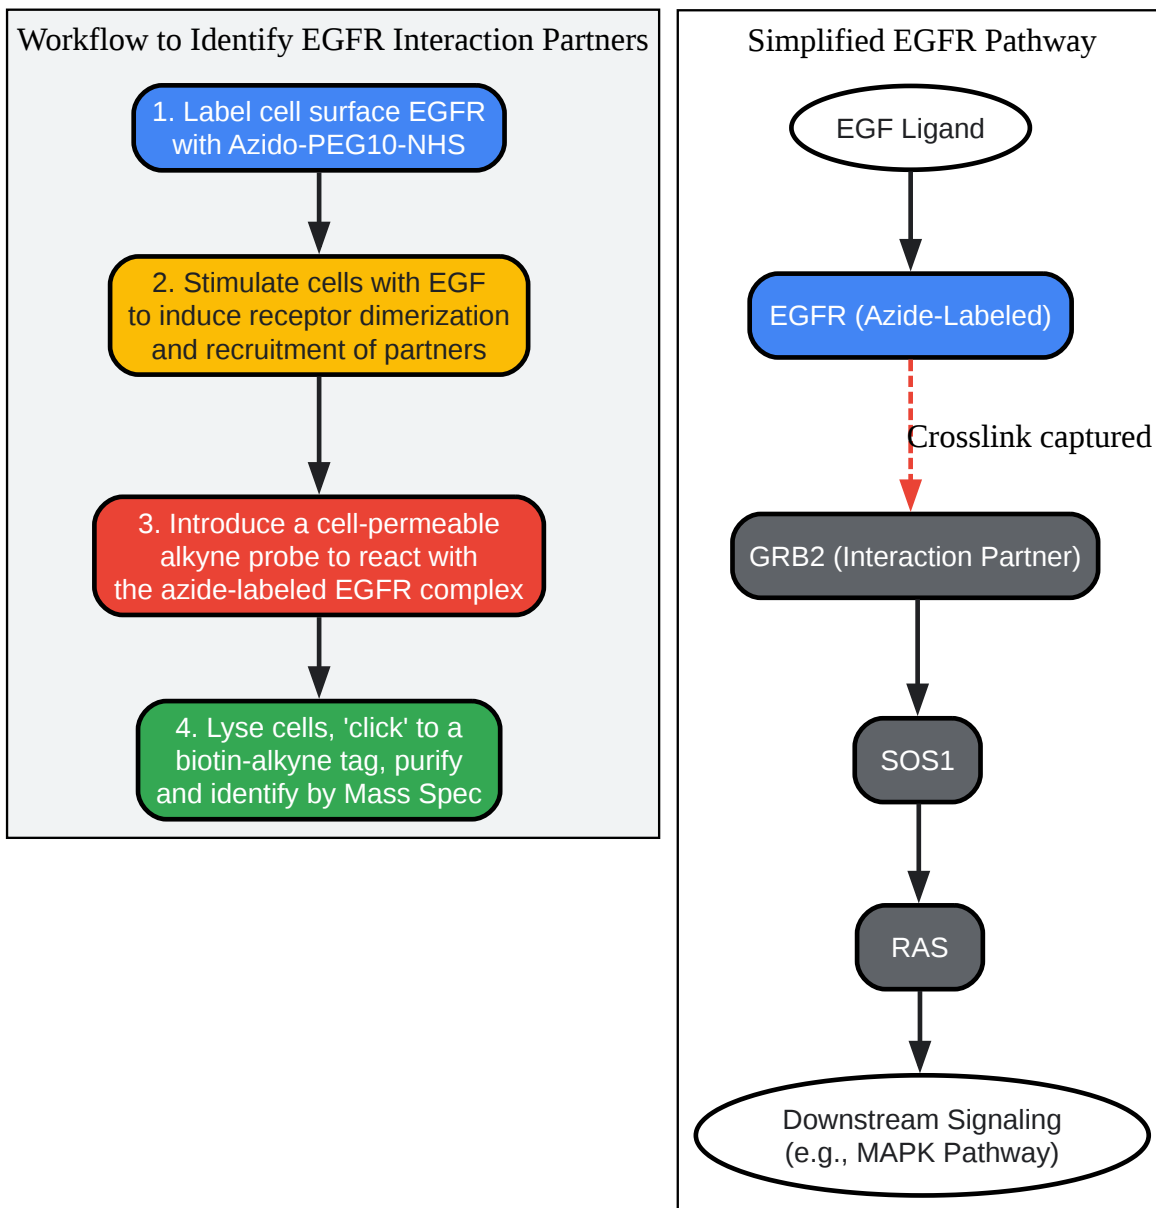 Workflow to Identify EGFR Interaction Partners
1. Label cell surface EGFR
with Azido-PEG10-NHS
2. Stimulate cells with EGF
to induce receptor dimerization
and recruitment of partners
3. Introduce a cell-permeable
alkyne probe to react with
the azide-labeled EGFR complex
4. Lyse cells, 'click' to a
biotin-alkyne tag, purify
and identify by Mass Spec
Simplified EGFR Pathway
EGF Ligand
EGFR (Azide-Labeled)
Crosslink captured
GRB2 (Interaction Partner)
SOS1
RAS
Downstream Signaling
(e.g., MAPK Pathway)